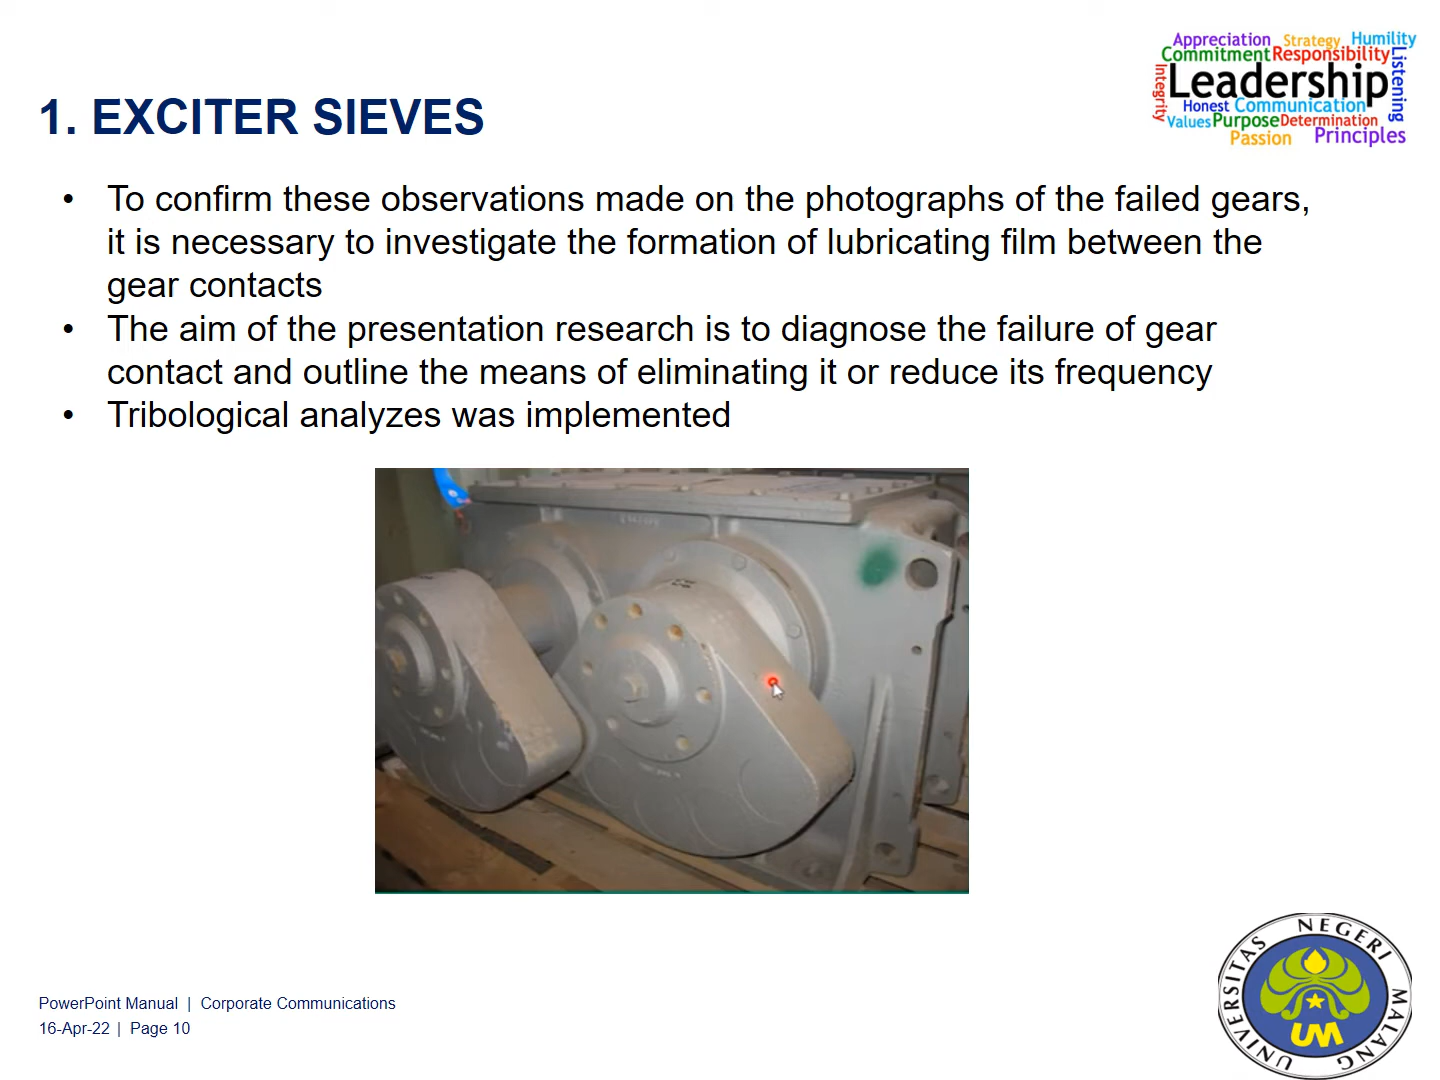 Appreciation Strategy Humility
Commitment Responsibility
Integrity
Leadership
Listening
Honest Communication
Values Purpose Determination
Passion Principles
1. EXCITER SIEVES
• To confirm these observations made on the photographs of the failed gears,
it is necessary to investigate the formation of lubricating film between the
gear contacts
• The aim of the presentation research is to diagnose the failure of gear
contact and outline the means of eliminating it or reduce its frequency
• Tribological analyzes was implemented
PowerPoint Manual | Corporate Communications
16-Apr-22 | Page 10
UNIVERSITAS NEGERI MALANG
UM